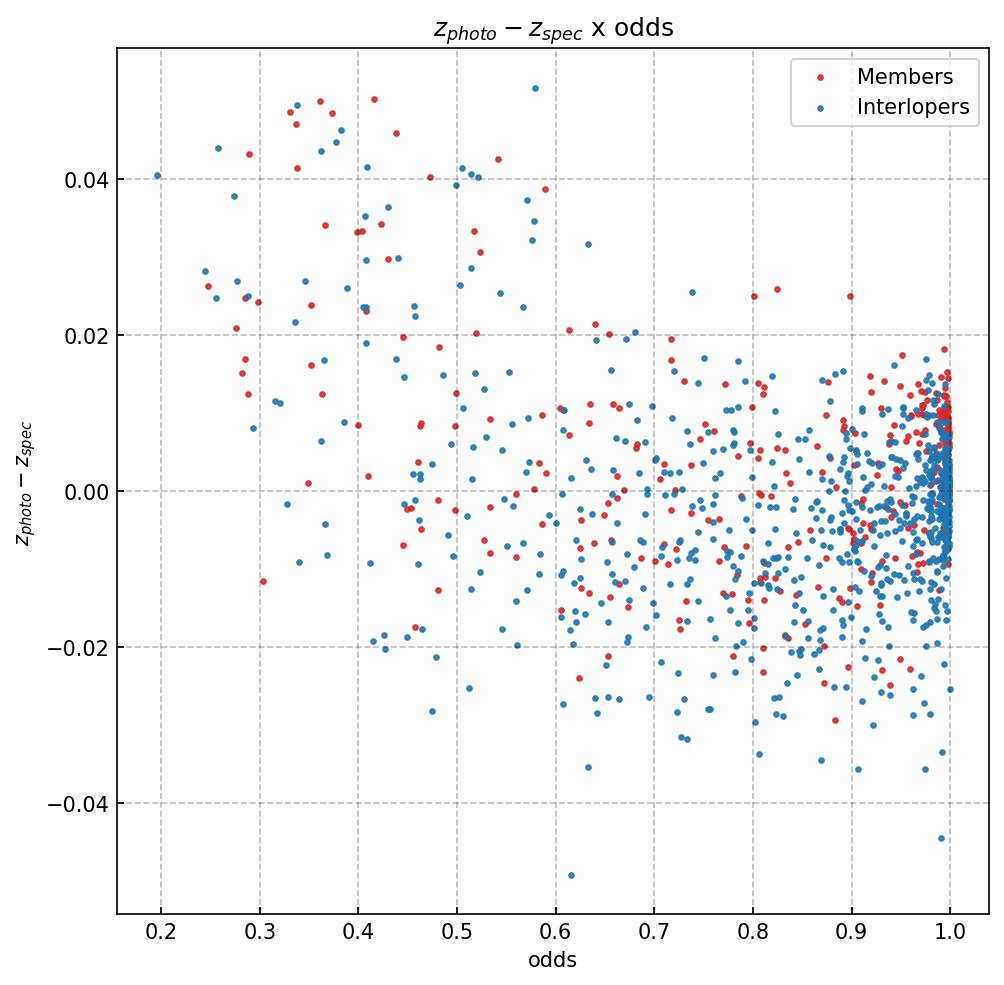 z_photo − z_spec x odds
Members
Interlopers
z_photo − z_spec
0.04
0.02
0.00
−0.02
−0.04
0.2 0.3 0.4 0.5 0.6 0.7 0.8 0.9 1.0
odds